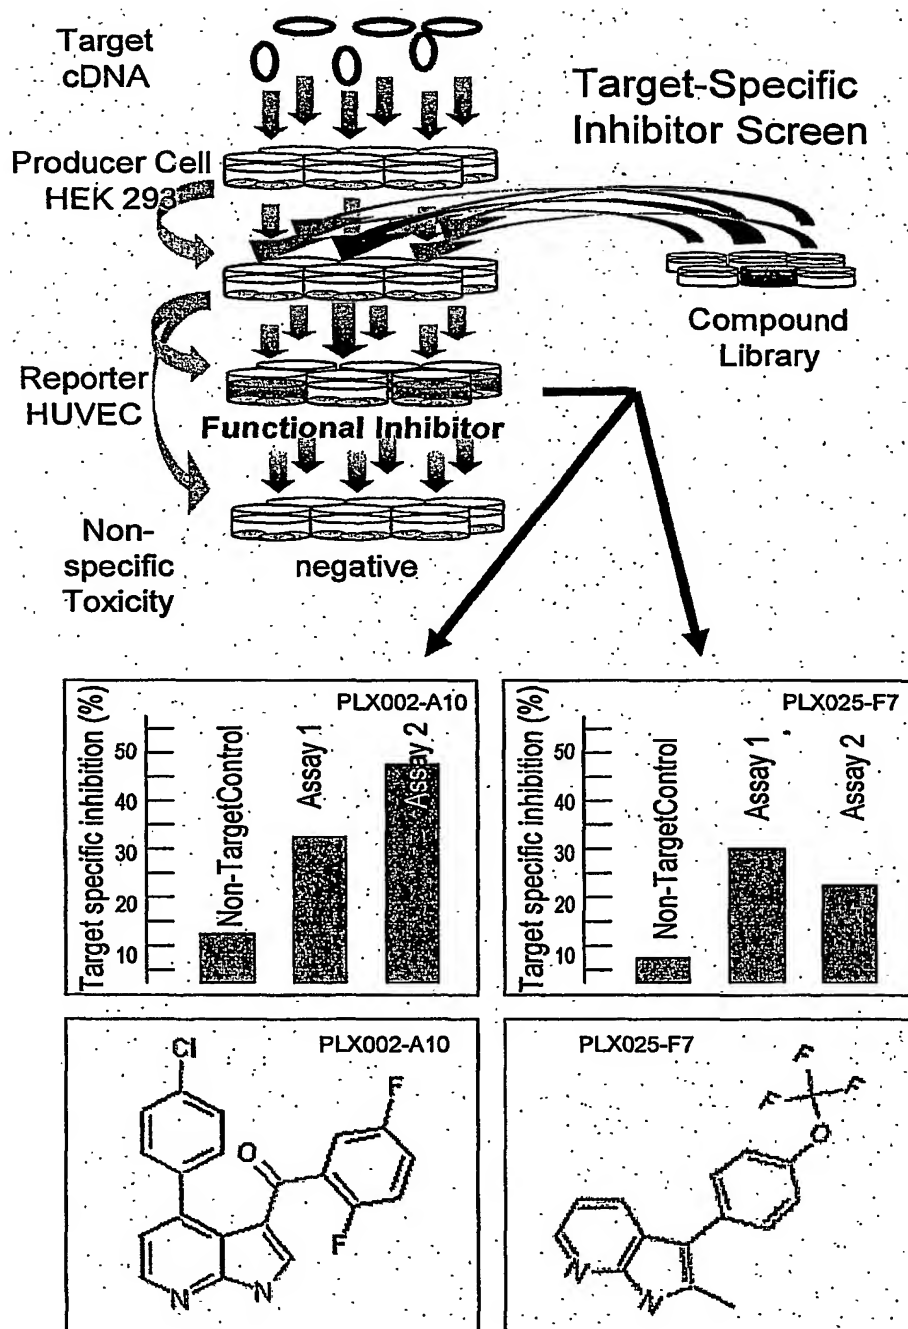 Target
cDNA
Target-Specific
Inhibitor Screen
Producer Cell
HEK 293
Compound
Library
Reporter
HUVEC
Functional Inhibitor
Non-
specific
Toxicity
negative
PLX002-A10
Target specific inhibition (%)
50
40
30
20
10
Non-TargetControl
Assay 1
Assay 2
PLX025-F7
Target specific inhibition (%)
50
40
30
20
10
Non-TargetControl
Assay 1
Assay 2
PLX002-A10
Cl
F
O
F
N
N
PLX025-F7
F
F
F
O
N
N